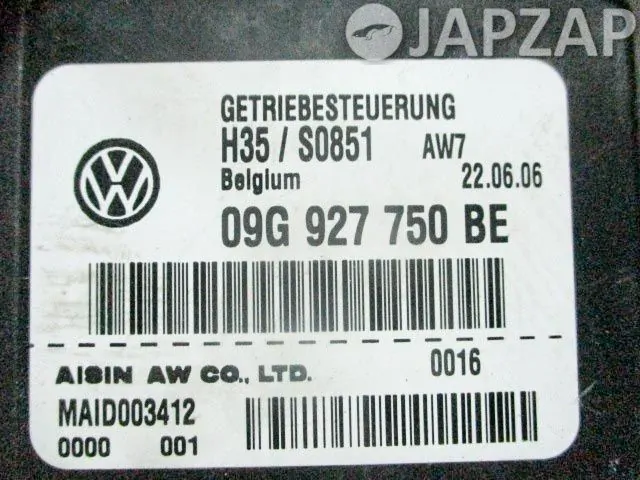 JAPZAP
GETRIEBESTEUERUNG
H35 / S0851 AW7
Belgium 22.06.06
09G 927 750 BE
AISIN AW CO., LTD. 0016
MAID003412
0000 001